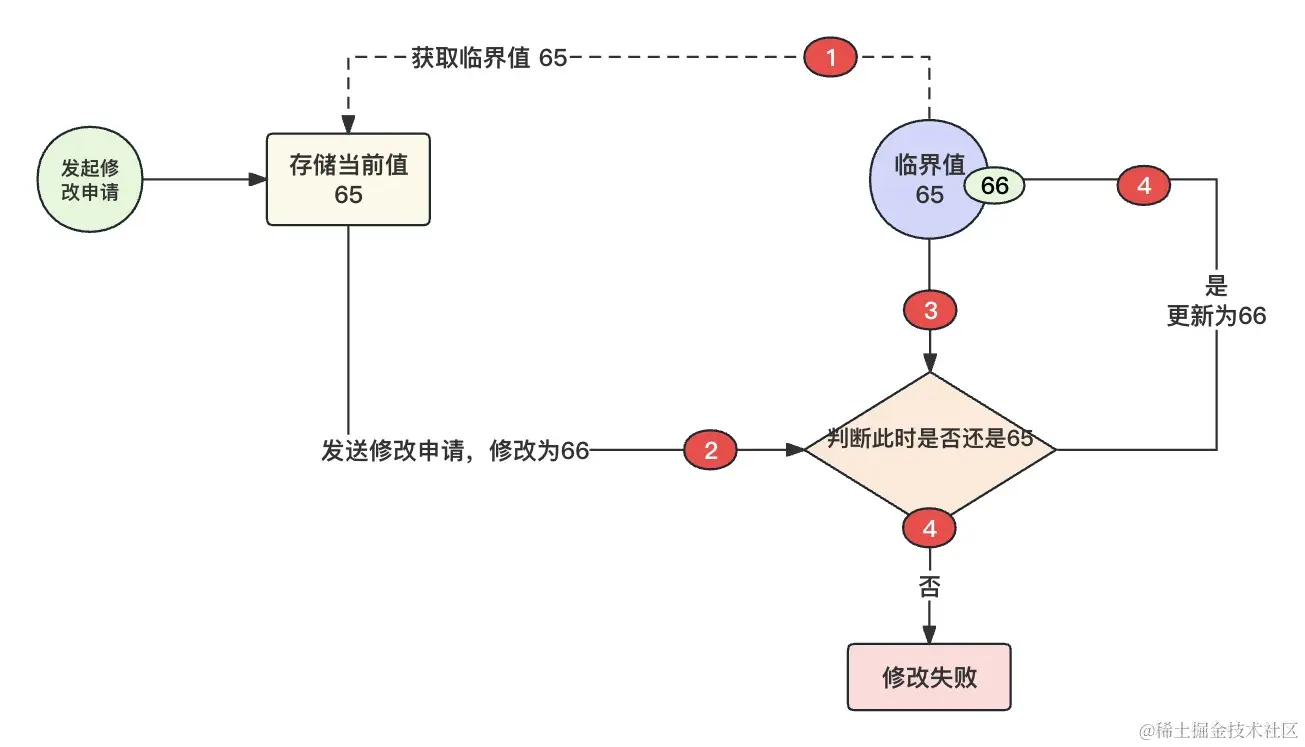 获取临界值 65
1
发起修
改申请
存储当前值
65
临界值
65
66
4
3
是
更新为66
判断此时是否还是65
发送修改申请，修改为66
2
4
否
修改失败
@稀土掘金技术社区